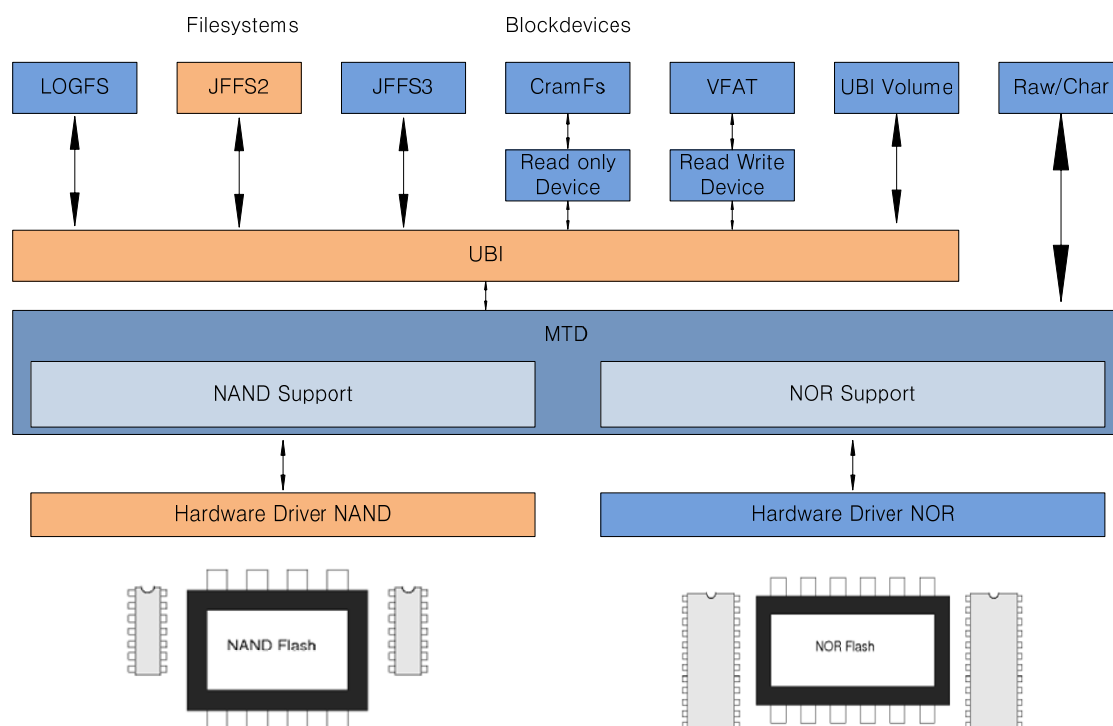 Filesystems
Blockdevices
LOGFS
JFFS2
JFFS3
CramFs
VFAT
UBI Volume
Raw/Char
Read only
Device
Read Write
Device
UBI
MTD
NAND Support
NOR Support
Hardware Driver NAND
Hardware Driver NOR
NAND Flash
NOR Flash